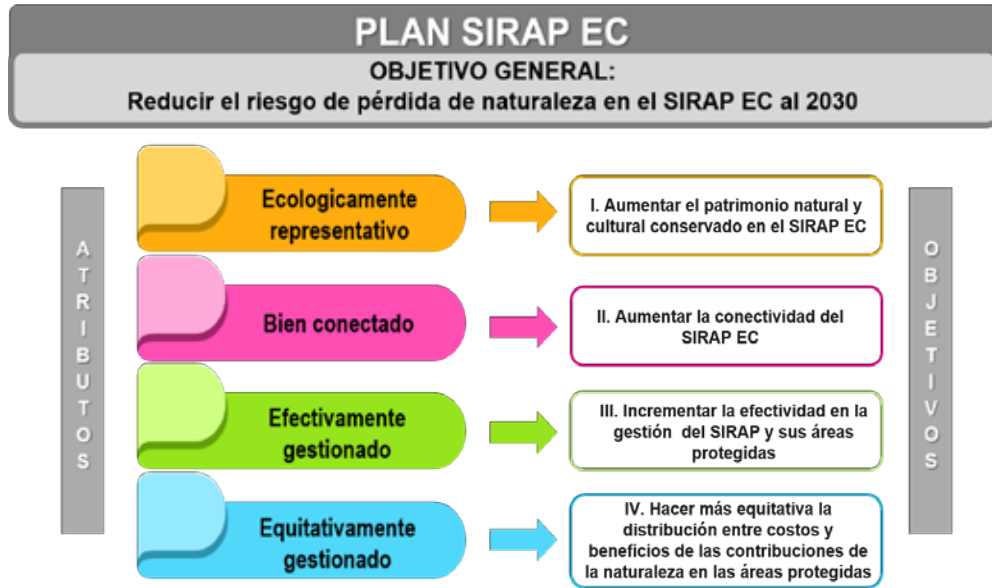 PLAN SIRAP EC
OBJETIVO GENERAL:
Reducir el riesgo de pérdida de naturaleza en el SIRAP EC al 2030
ATRIBUTOS
Ecologicamente
representativo
I. Aumentar el patrimonio natural y
cultural conservado en el SIRAP EC
Bien conectado
II. Aumentar la conectividad del
SIRAP EC
Efectivamente
gestionado
III. Incrementar la efectividad en la
gestión del SIRAP y sus áreas
protegidas
Equitativamente
gestionado
IV. Hacer más equitativa la
distribución entre costos y
beneficios de las contribuciones de
la naturaleza en las áreas protegidas
OBJETIVOS